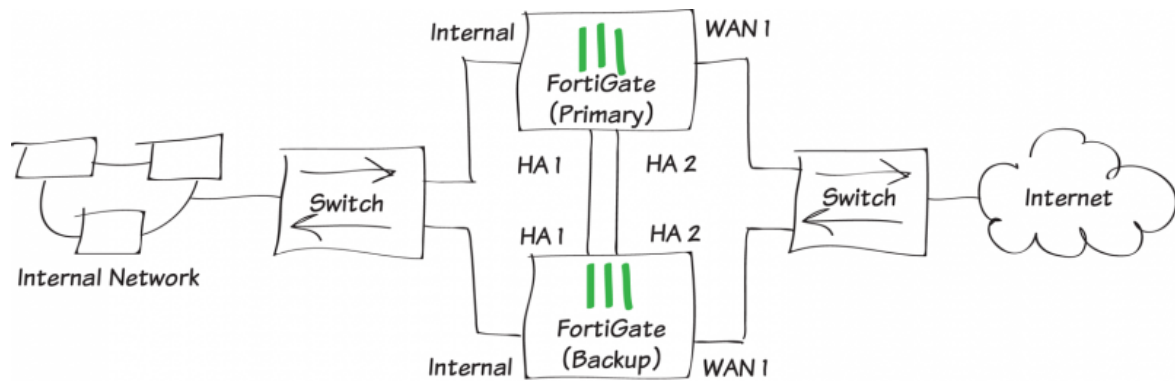 Internal
WAN 1
FortiGate
(Primary)
HA 1
HA 2
Switch
Switch
Internet
HA 1
HA 2
Internal Network
FortiGate
(Backup)
Internal
WAN 1